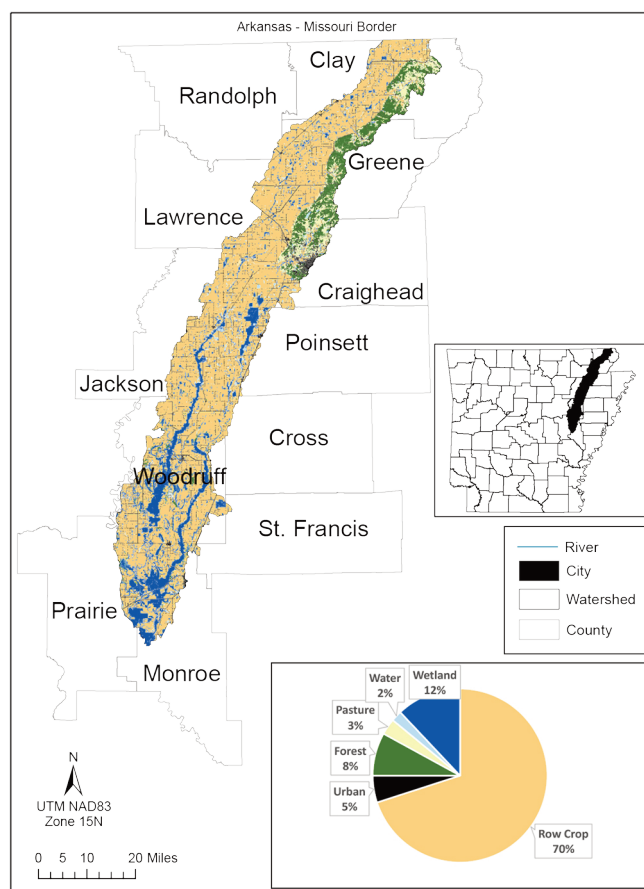 Arkansas - Missouri Border
Clay
Randolph
Greene
Lawrence
Craighead
Poinsett
Jackson
Cross
Woodruff
St. Francis
Prairie
Monroe
River
City
Watershed
County
N
UTM NAD83
Zone 15N
0 5 10 20 Miles
Water
2%
Wetland
12%
Pasture
3%
Forest
8%
Urban
5%
Row Crop
70%